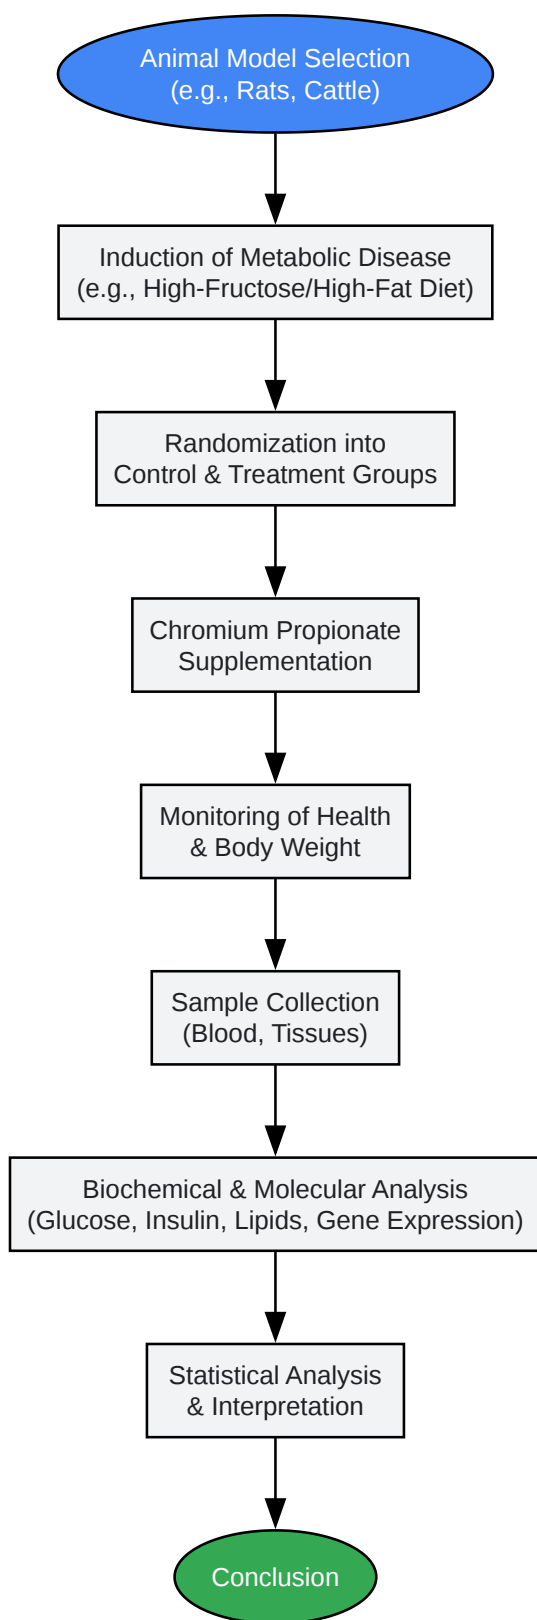 Animal Model Selection
(e.g., Rats, Cattle)
Induction of Metabolic Disease
(e.g., High-Fructose/High-Fat Diet)
Randomization into
Control & Treatment Groups
Chromium Propionate
Supplementation
Monitoring of Health
& Body Weight
Sample Collection
(Blood, Tissues)
Biochemical & Molecular Analysis
(Glucose, Insulin, Lipids, Gene Expression)
Statistical Analysis
& Interpretation
Conclusion